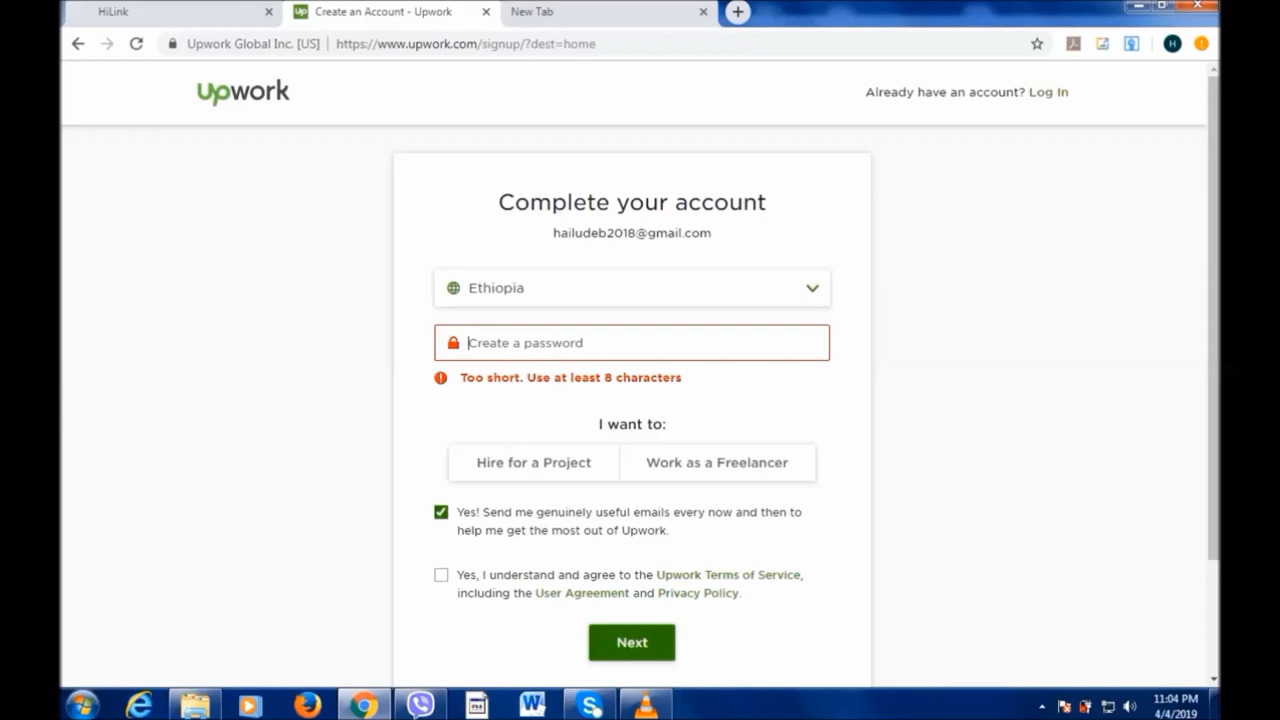 HiLink
Up Create an Account - Upwork
New Tab
Upwork Global Inc. [US] | https://www.upwork.com/signup/?dest=home
H
upwork
Already have an account? Log In
Complete your account
hailudeb2018@gmail.com
Ethiopia
Create a password
Too short. Use at least 8 characters
I want to:
Hire for a Project
Work as a Freelancer
Yes! Send me genuinely useful emails every now and then to
help me get the most out of Upwork.
Yes, I understand and agree to the Upwork Terms of Service,
including the User Agreement and Privacy Policy.
Next
11:04 PM
4/4/2019